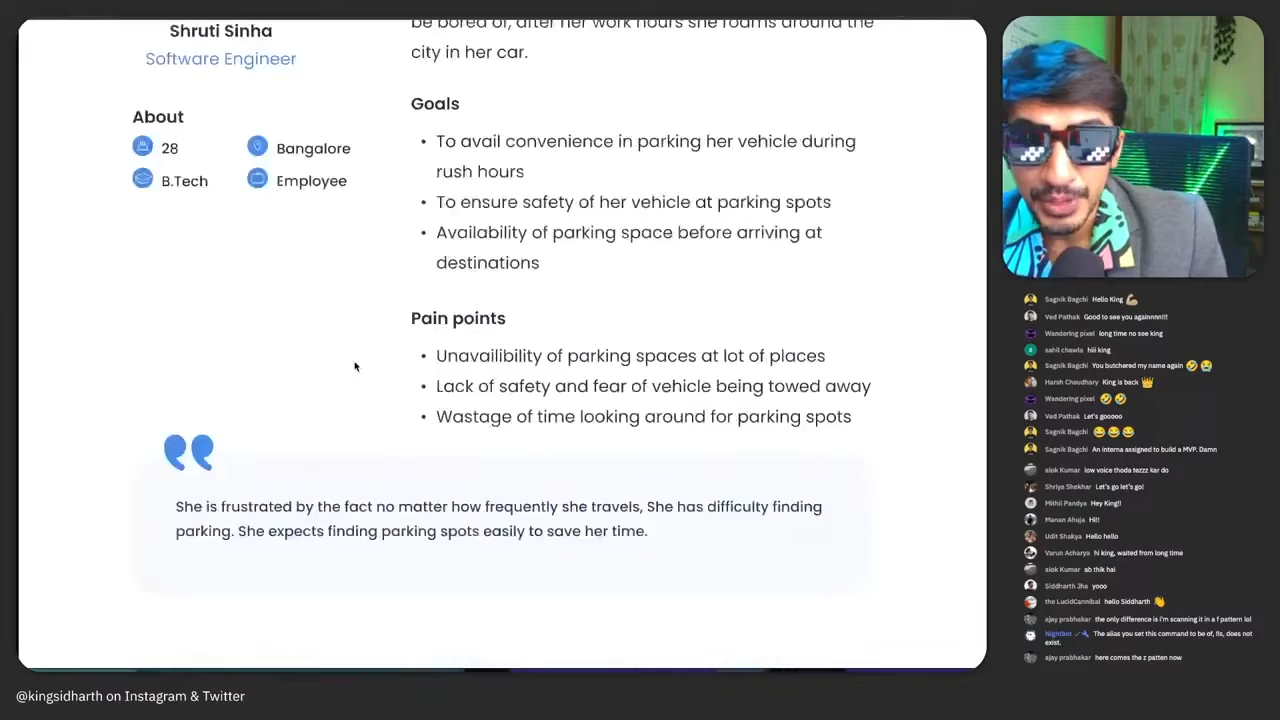 Shruti Sinha
Software Engineer
About
28
Bangalore
B.Tech
Employee
be bored of, after her work hours she roams around the
city in her car.
Goals
• To avail convenience in parking her vehicle during
rush hours
• To ensure safety of her vehicle at parking spots
• Availability of parking space before arriving at
destinations
Pain points
• Unavailibility of parking spaces at lot of places
• Lack of safety and fear of vehicle being towed away
• Wastage of time looking around for parking spots
She is frustrated by the fact no matter how frequently she travels, She has difficulty finding
parking. She expects finding parking spots easily to save her time.
Sagnik Bagchi Hello King 💪🏽
Ved Pathak Good to see you againnnn!!!
Wandering pixel long time no see king
sahil chawla hiii king
Sagnik Bagchi You butchered my name again 🤣 😭
Harsh Choudhary King is back 👑
Wandering pixel 🤣 🤣
Ved Pathak Let's gooooo
Sagnik Bagchi 😂 😂 😂
Sagnik Bagchi An interna assigned to build a MVP. Damn
alok Kumar low voice thoda tezzz kar do
Shriya Shekhar Let's go let's go!
Mithil Pandya Hey King!!
Manan Ahuja Hi!!
Udit Shakya Hello hello
Varun Acharya hi king, waited from long time
alok Kumar ab thik hai
Siddharth Jha yooo
the LucidCannibal hello Siddharth 👋
ajay prabhakar the only difference is i'm scanning it in a f pattern lol
Nightbot The alias you set this command to be of, !ls, does not
exist.
ajay prabhakar here comes the z patten now
@kingsidharth on Instagram & Twitter